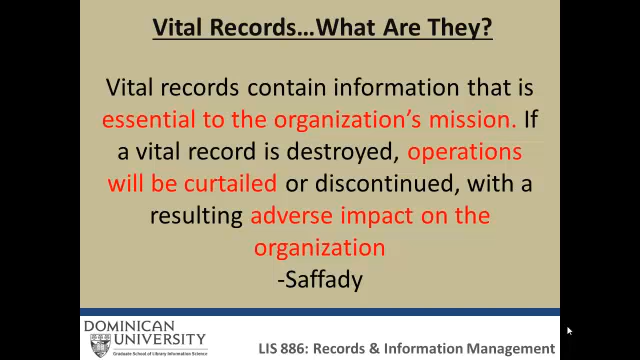 Vital Records…What Are They?
Vital records contain information that is
essential to the organization's mission. If
a vital record is destroyed, operations
will be curtailed or discontinued, with a
resulting adverse impact on the
organization
-Saffady
DOMINICAN
UNIVERSITY
Graduate School of Library Information Science
LIS 886: Records & Information Management